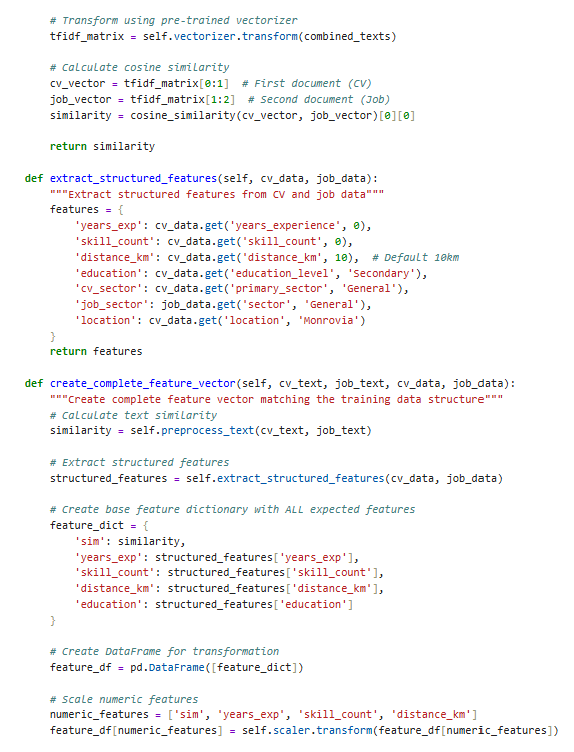 # Transform using pre-trained vectorizer
tfidf_matrix = self.vectorizer.transform(combined_texts)
# Calculate cosine similarity
cv_vector = tfidf_matrix[0:1]  # First document (CV)
job_vector = tfidf_matrix[1:2]  # Second document (Job)
similarity = cosine_similarity(cv_vector, job_vector)[0][0]
return similarity
def extract_structured_features(self, cv_data, job_data):
"""Extract structured features from CV and job data"""
features = {
'years_exp': cv_data.get('years_experience', 0),
'skill_count': cv_data.get('skill_count', 0),
'distance_km': cv_data.get('distance_km', 10),  # Default 10km
'education': cv_data.get('education_level', 'Secondary'),
'cv_sector': cv_data.get('primary_sector', 'General'),
'job_sector': job_data.get('sector', 'General'),
'location': cv_data.get('location', 'Monrovia')
}
return features
def create_complete_feature_vector(self, cv_text, job_text, cv_data, job_data):
"""Create complete feature vector matching the training data structure"""
# Calculate text similarity
similarity = self.preprocess_text(cv_text, job_text)
# Extract structured features
structured_features = self.extract_structured_features(cv_data, job_data)
# Create base feature dictionary with ALL expected features
feature_dict = {
'sim': similarity,
'years_exp': structured_features['years_exp'],
'skill_count': structured_features['skill_count'],
'distance_km': structured_features['distance_km'],
'education': structured_features['education']
}
# Create DataFrame for transformation
feature_df = pd.DataFrame([feature_dict])
# Scale numeric features
numeric_features = ['sim', 'years_exp', 'skill_count', 'distance_km']
feature_df[numeric_features] = self.scaler.transform(feature_df[numeric_features])